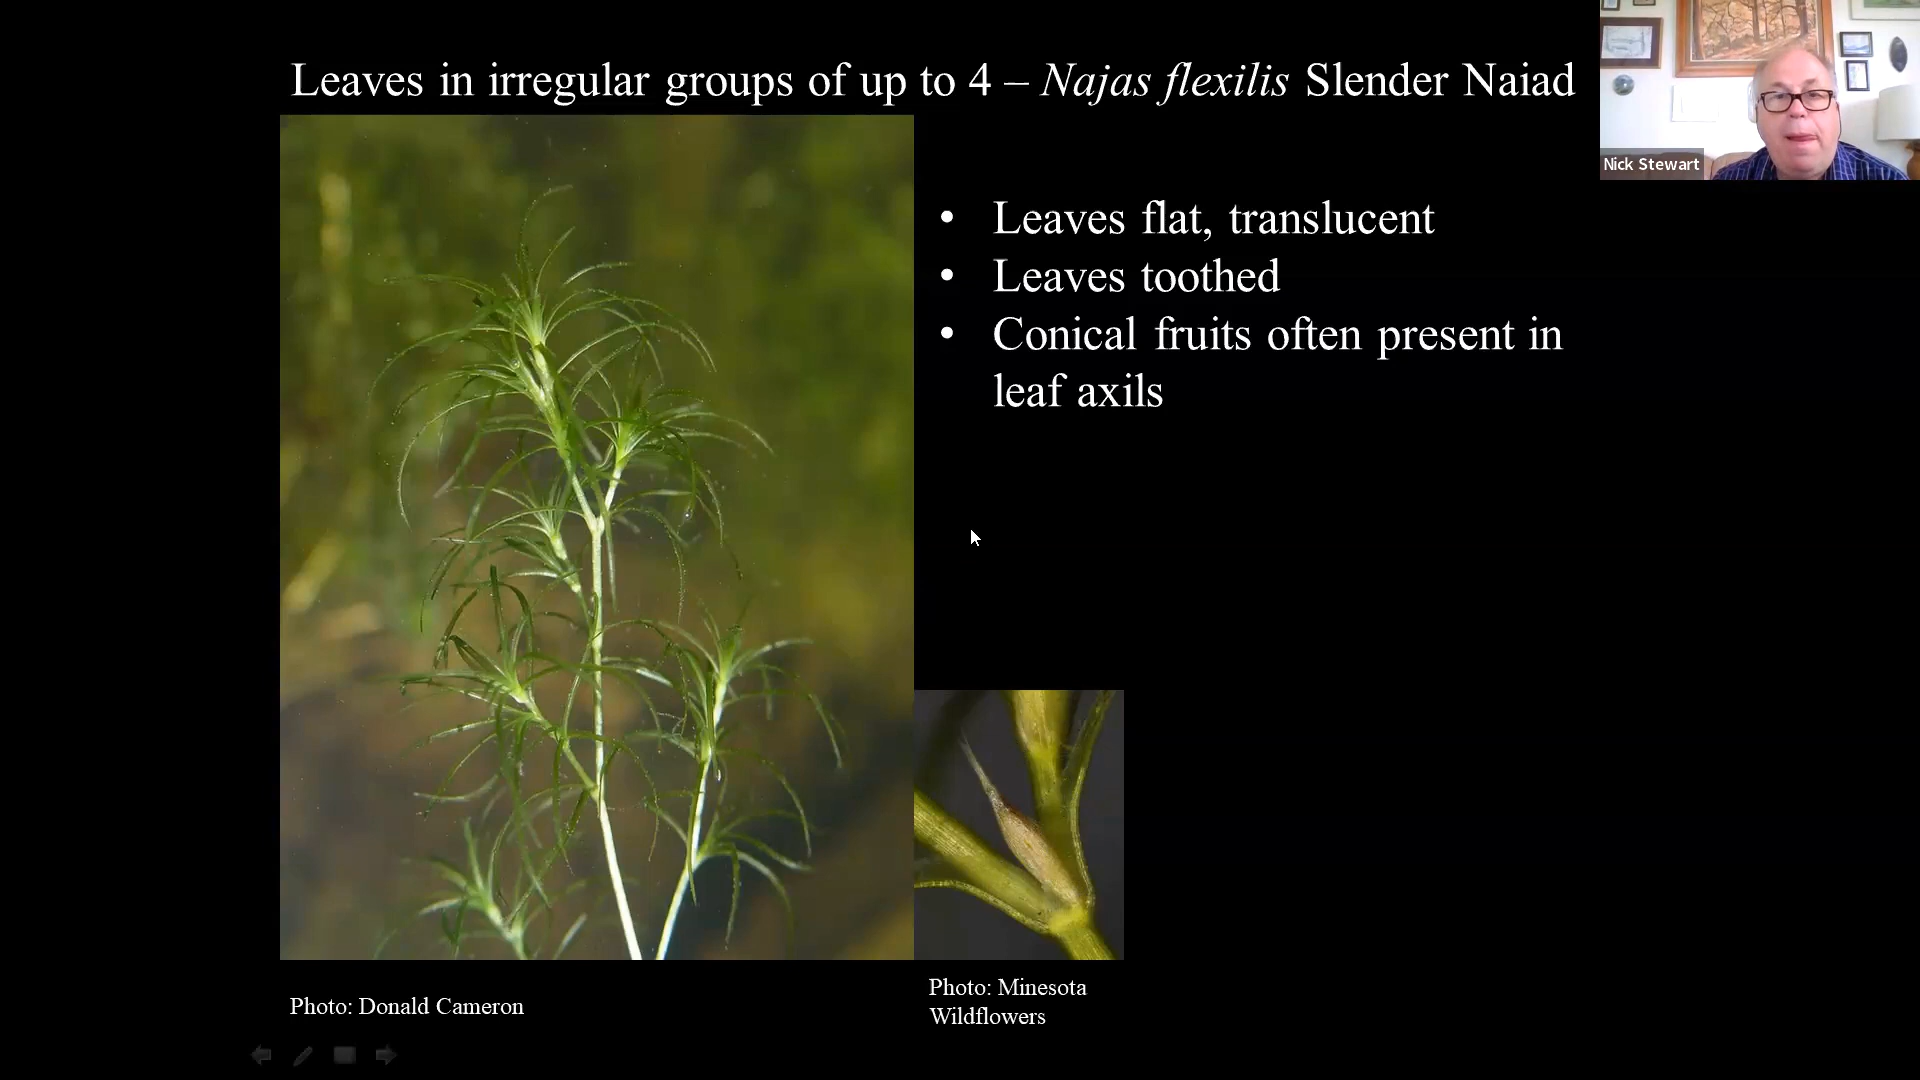 Leaves in irregular groups of up to 4 – Najas flexilis Slender Naiad
Nick Stewart
• Leaves flat, translucent
• Leaves toothed
• Conical fruits often present in
leaf axils
Photo: Donald Cameron
Photo: Minesota
Wildflowers